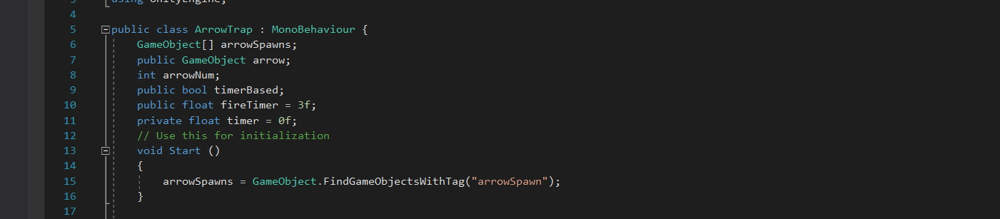 using UnityEngine;
4
5 public class ArrowTrap : MonoBehaviour {
6 GameObject[] arrowSpawns;
7 public GameObject arrow;
8 int arrowNum;
9 public bool timerBased;
10 public float fireTimer = 3f;
11 private float timer = 0f;
12 // Use this for initialization
13 void Start ()
14 {
15 arrowSpawns = GameObject.FindGameObjectsWithTag("arrowSpawn");
16 }
17